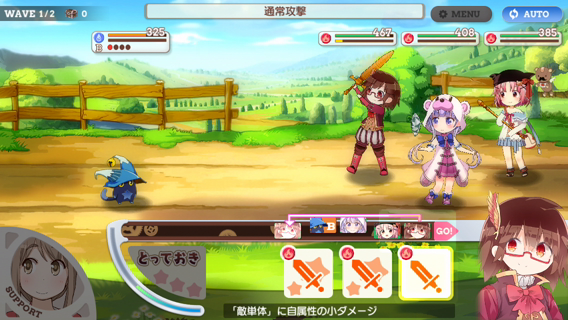 WAVE 1/2 0
通常攻撃
MENU
AUTO
325
B
467
408
385
B
GO!
とっておき
SUPPORT
「敵単体」に自属性の小ダメージ